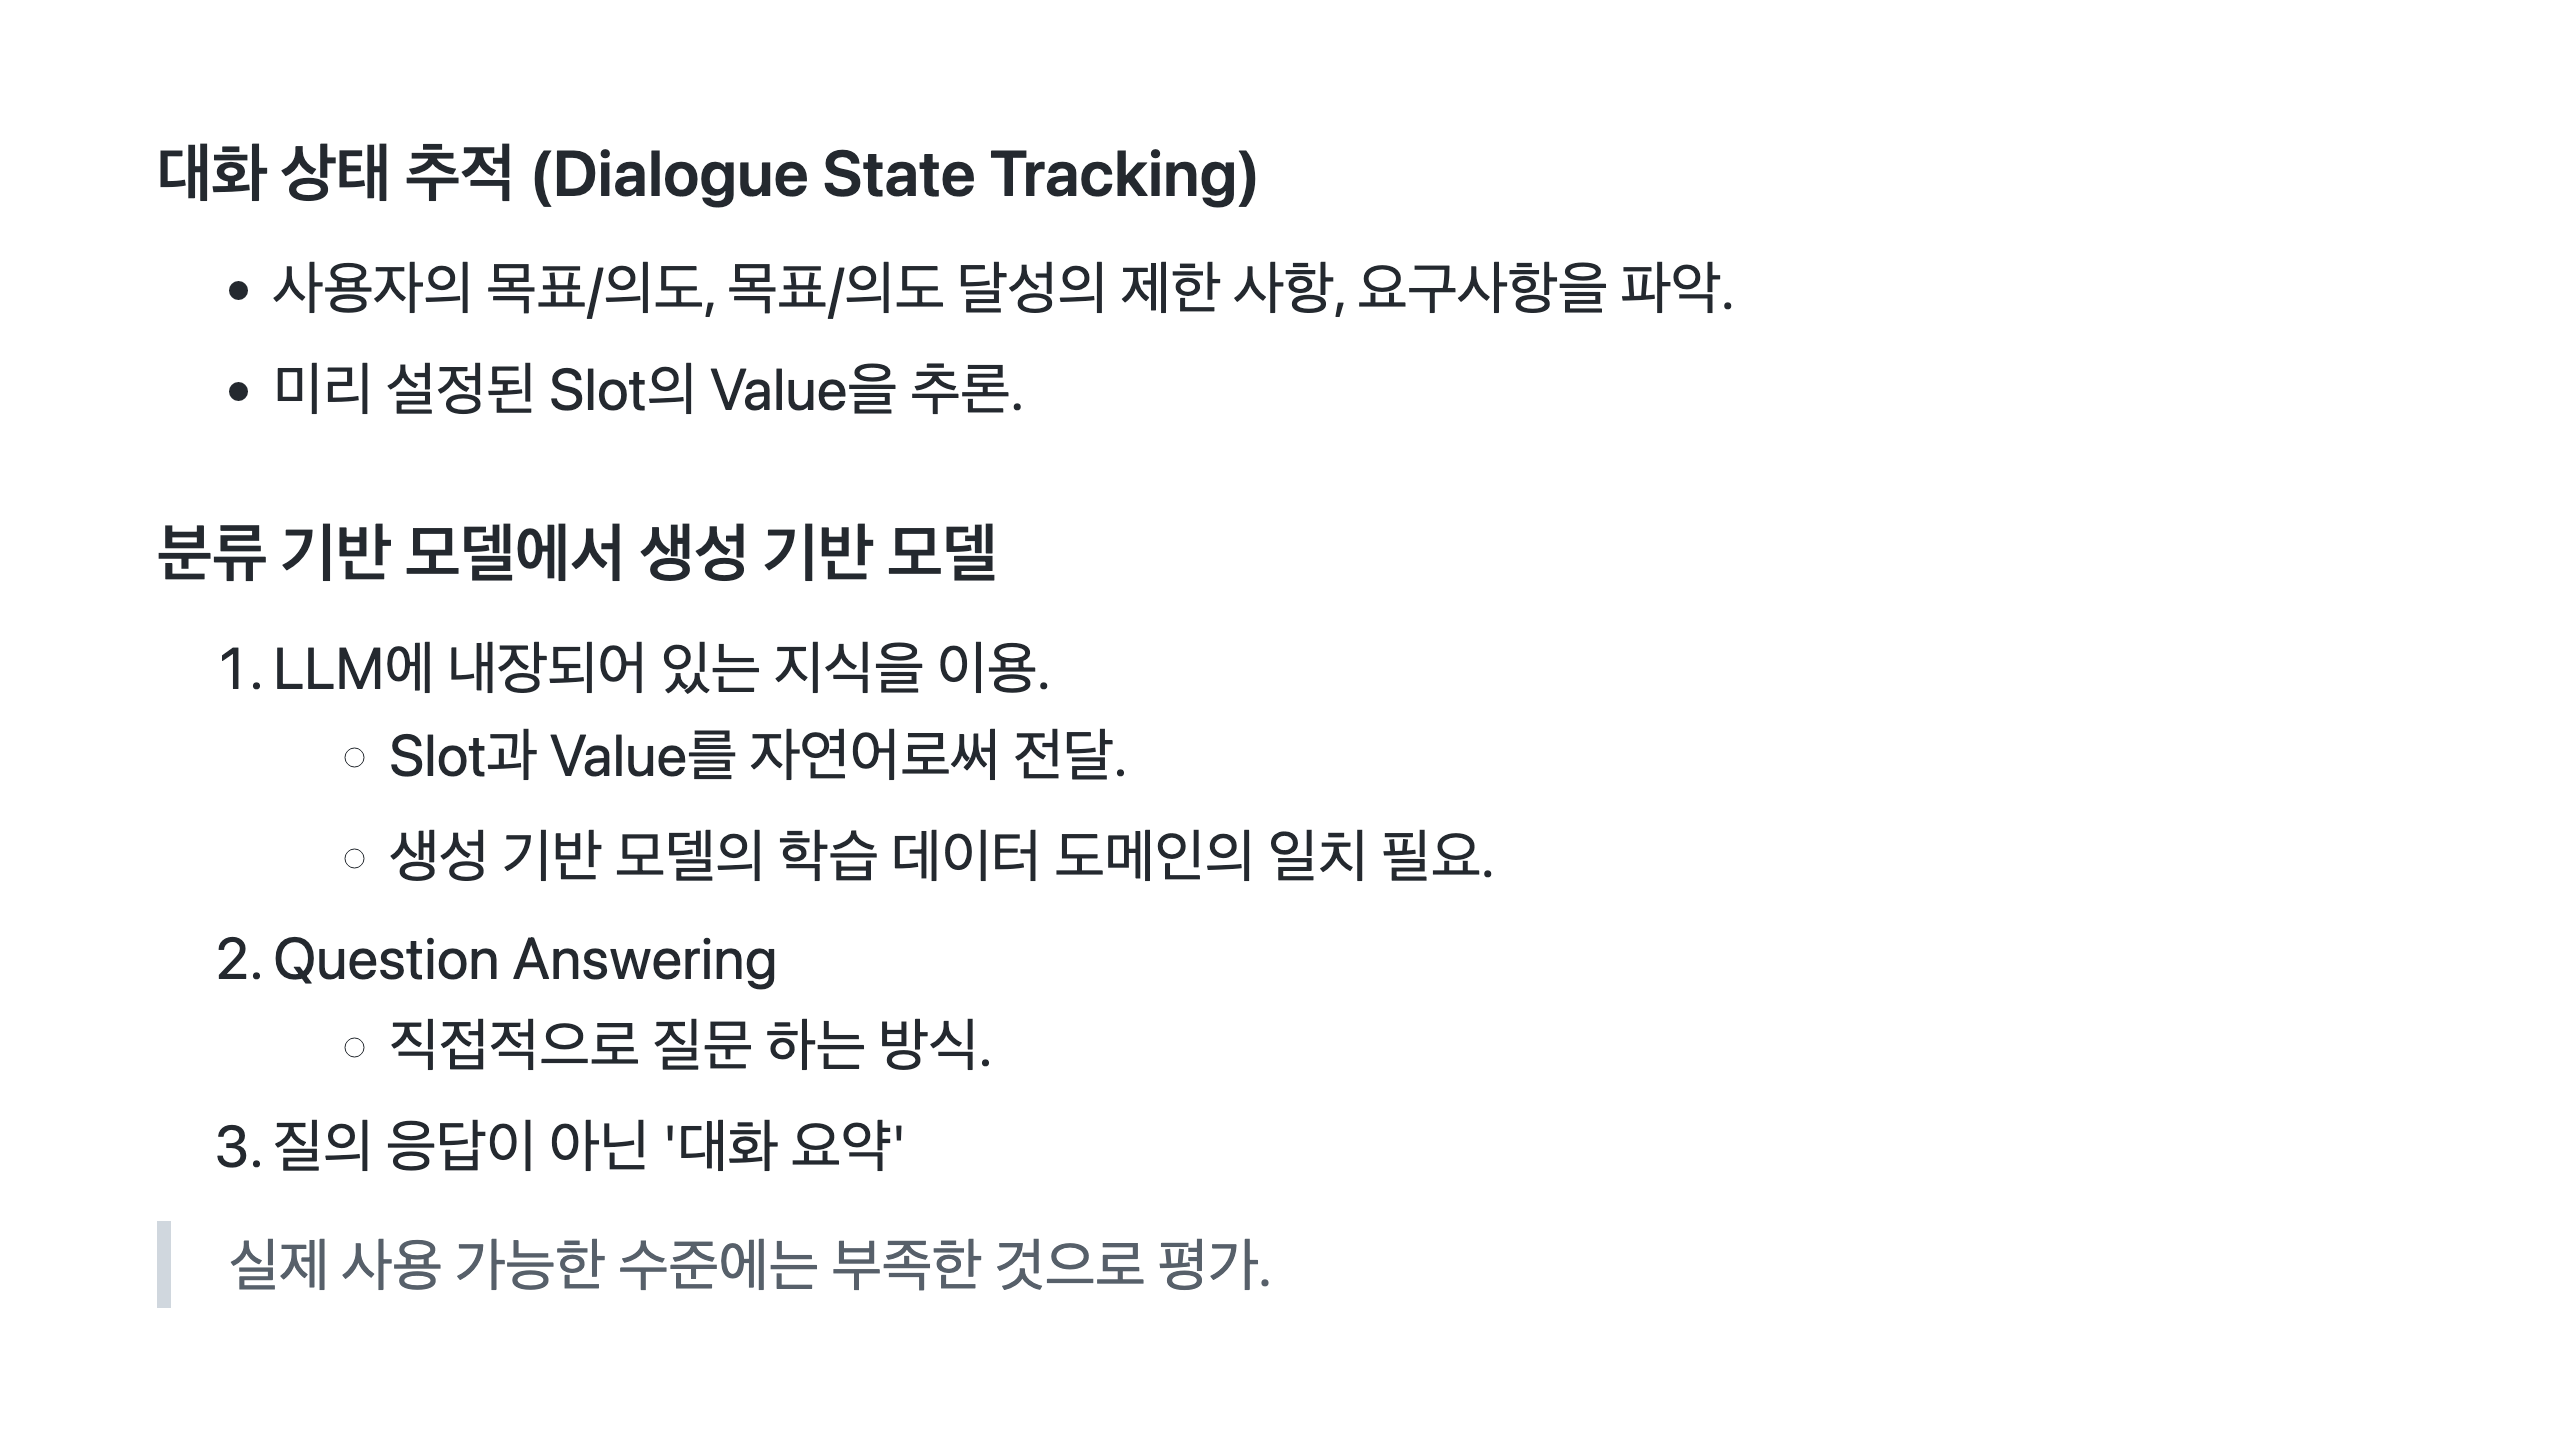 대화 상태 추적 (Dialogue State Tracking)
• 사용자의 목표/의도, 목표/의도 달성의 제한 사항, 요구사항을 파악.
• 미리 설정된 Slot의 Value을 추론.
분류 기반 모델에서 생성 기반 모델
1. LLM에 내장되어 있는 지식을 이용.
○ Slot과 Value를 자연어로써 전달.
○ 생성 기반 모델의 학습 데이터 도메인의 일치 필요.
2. Question Answering
○ 직접적으로 질문 하는 방식.
3. 질의 응답이 아닌 '대화 요약'
실제 사용 가능한 수준에는 부족한 것으로 평가.